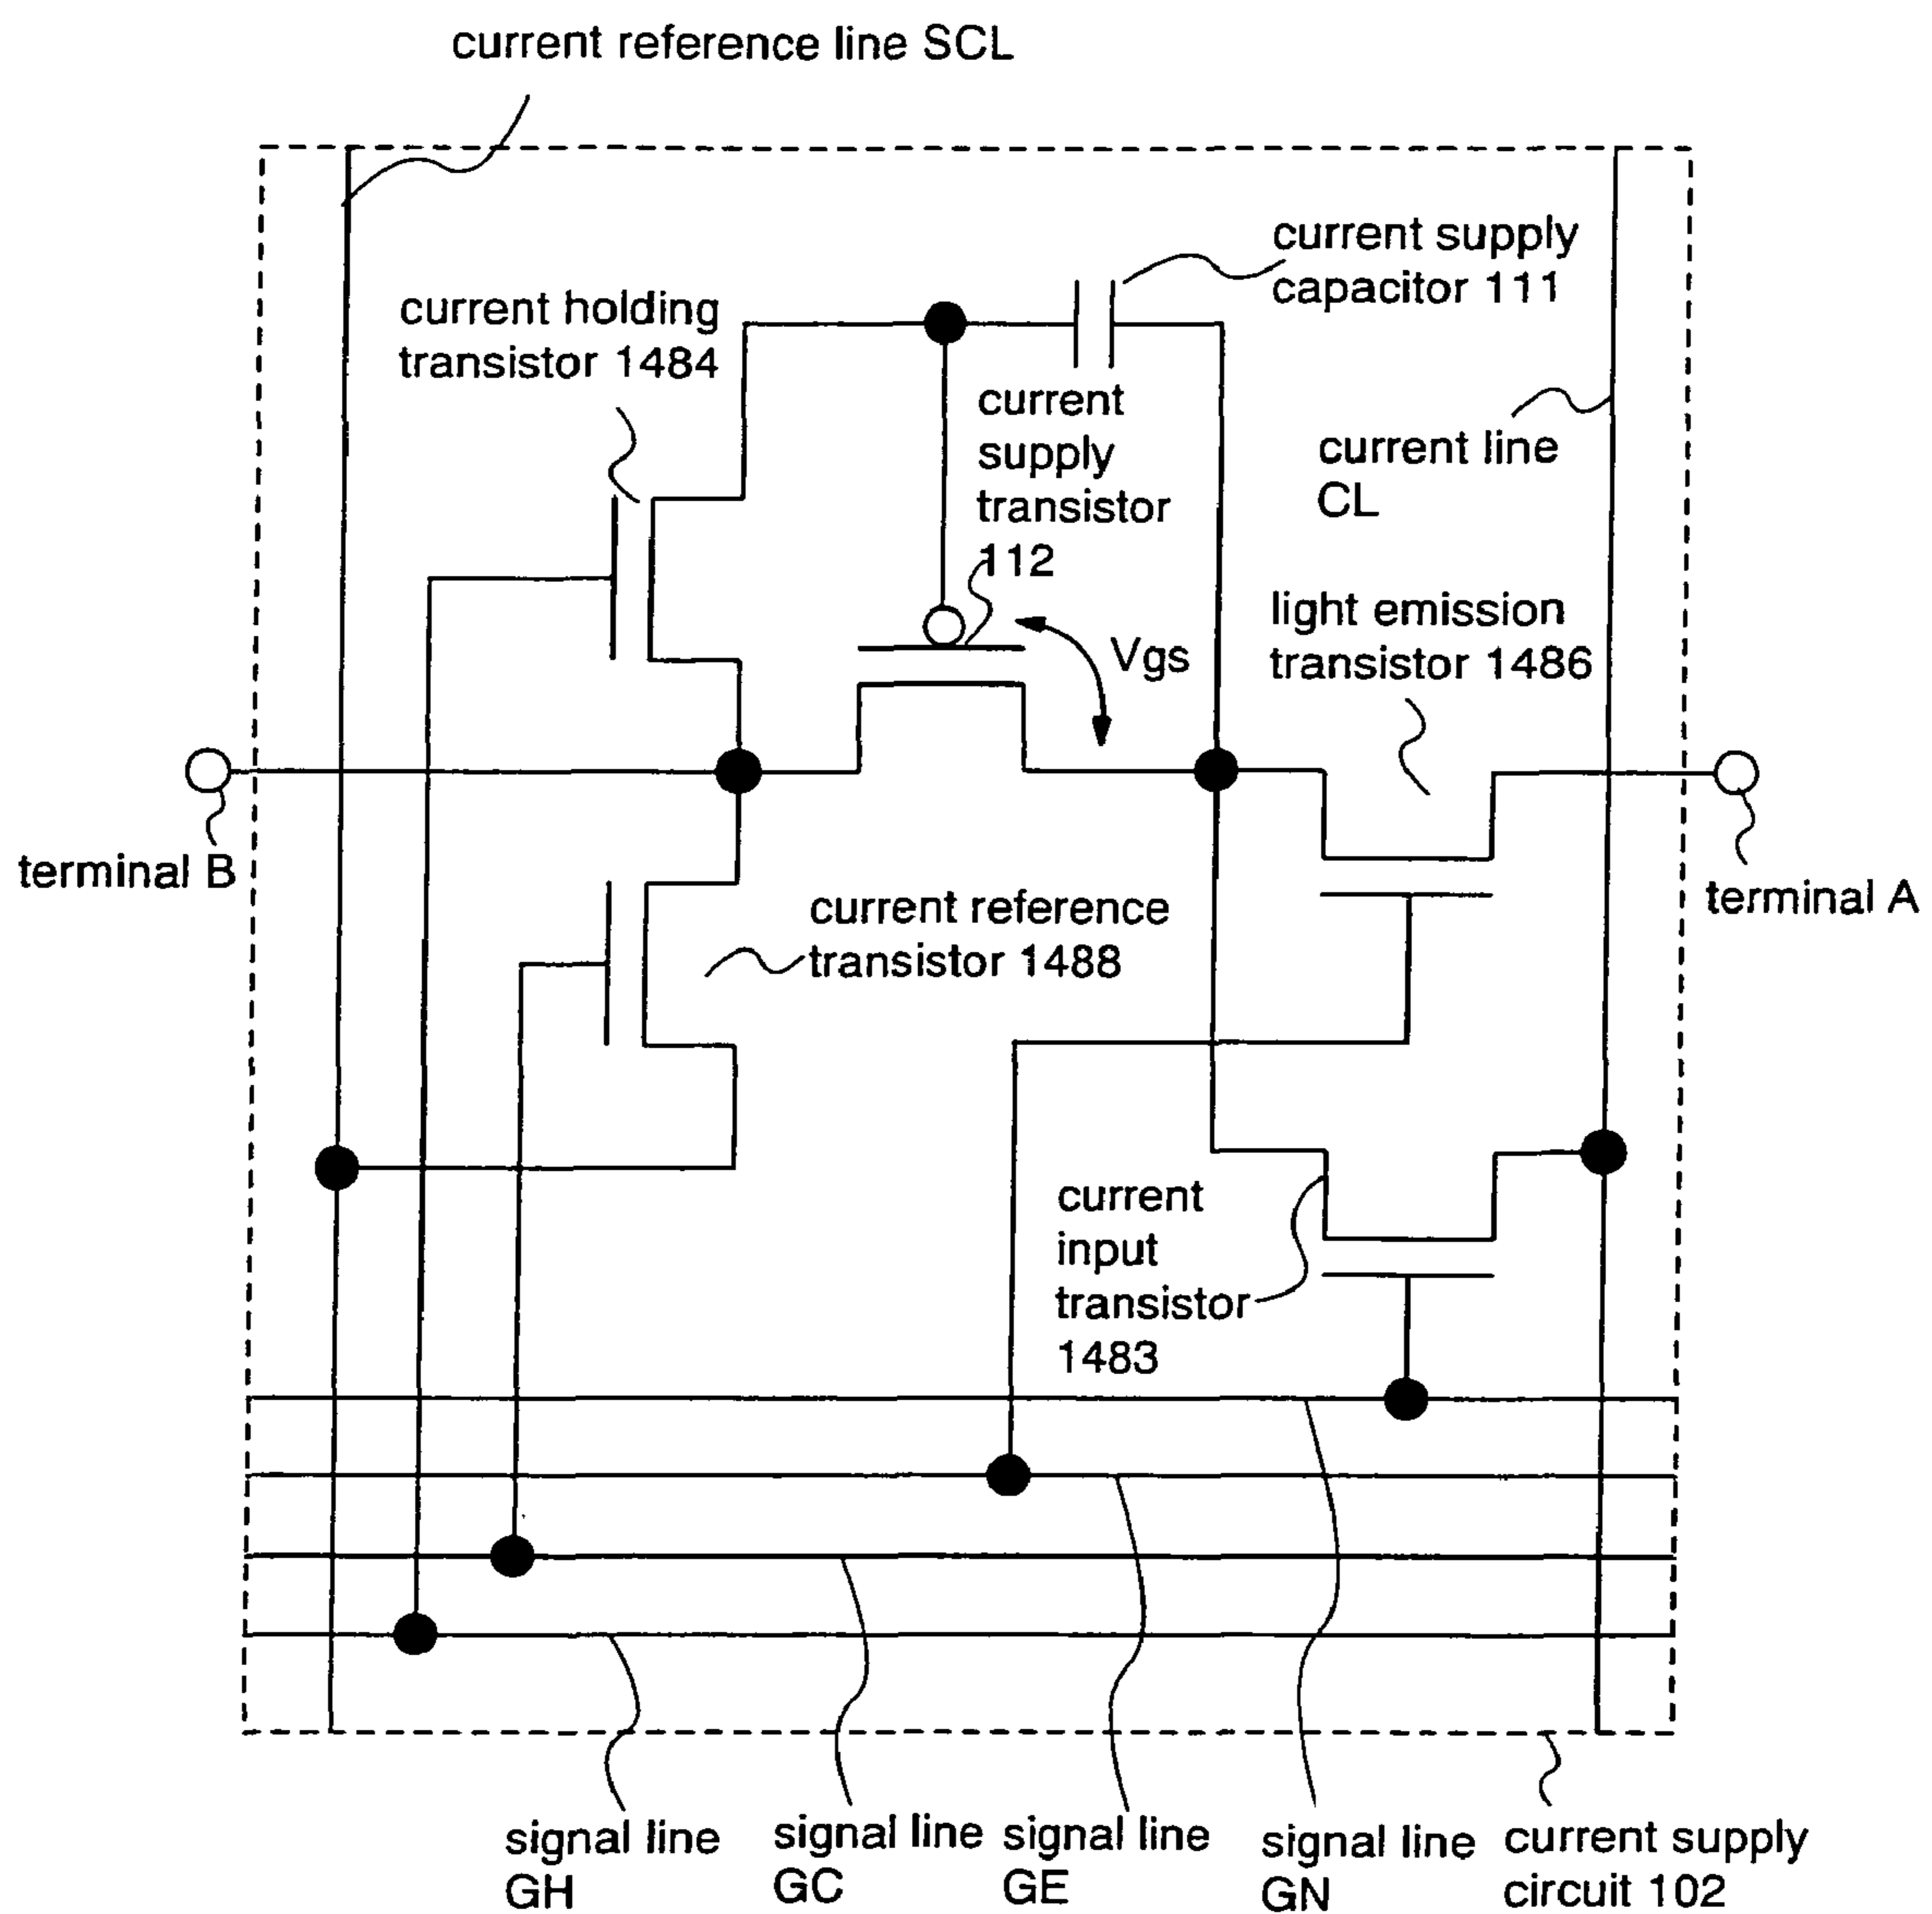 current reference line SCL
current supply
capacitor 111
current holding
transistor 1484
current
supply
transistor
112
current line
CL
light emission
transistor 1486
Vgs
terminal B
terminal A
current reference
transistor 1488
current
input
transistor
1483
signal line
GH
signal line
GC
signal line
GE
signal line
GN
current supply
circuit 102